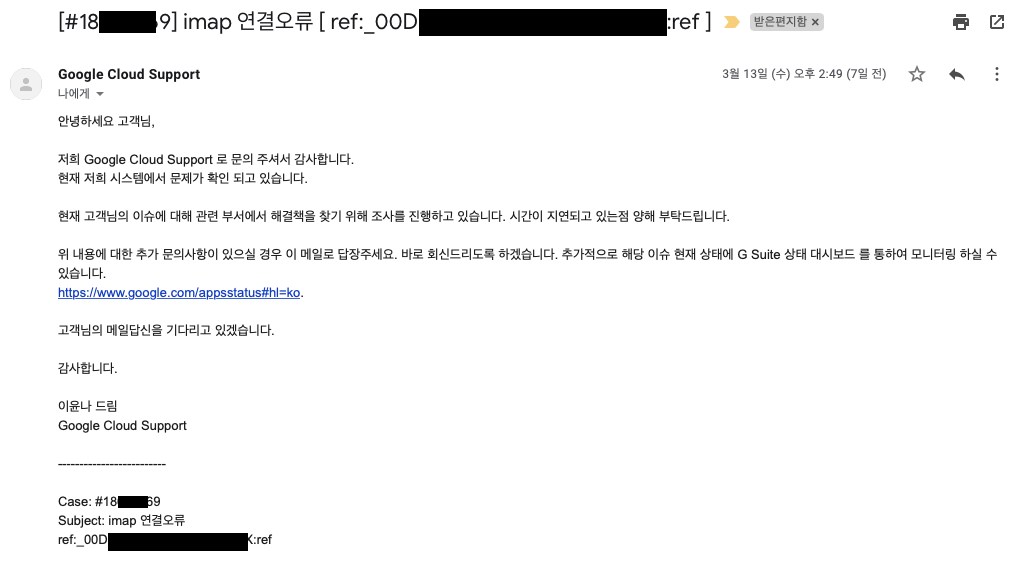 [#18 9] imap 연결오류 [ ref:_00D :ref ] 받은편지함 ×
Google Cloud Support 3월 13일 (수) 오후 2:49 (7일 전)
나에게
안녕하세요 고객님,
저희 Google Cloud Support 로 문의 주셔서 감사합니다.
현재 저희 시스템에서 문제가 확인 되고 있습니다.
현재 고객님의 이슈에 대해 관련 부서에서 해결책을 찾기 위해 조사를 진행하고 있습니다. 시간이 지연되고 있는점 양해 부탁드립니다.
위 내용에 대한 추가 문의사항이 있으실 경우 이 메일로 답장주세요. 바로 회신드리도록 하겠습니다. 추가적으로 해당 이슈 현재 상태에 G Suite 상태 대시보드 를 통하여 모니터링 하실 수
있습니다.
https://www.google.com/appsstatus#hl=ko.
고객님의 메일답신을 기다리고 있겠습니다.
감사합니다.
이윤나 드림
Google Cloud Support
-------------------------
Case: #18 69
Subject: imap 연결오류
ref:_00D :ref